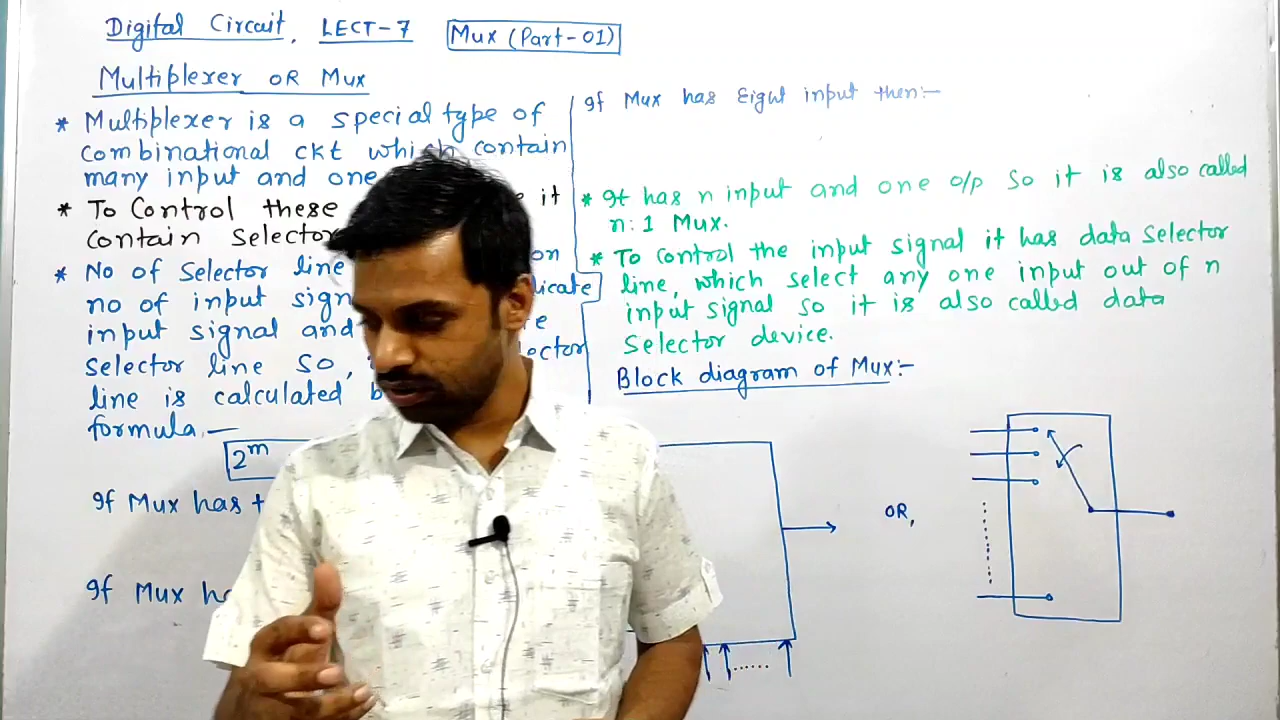 Digital Circuit, LECT-7 Mux (Part-01)
Multiplexer OR Mux
* Multiplexer is a special type of
combinational ckt which contain
many input and one
* To Control these it
contain selector
* No of selector line on
no of input
input signal and
selector line so,
line is calculated
formula.—
2^m
If Mux has
If Mux
If Mux has Eight input then:-
* It has n input and one o/p so it is also called
n:1 Mux.
* To control the input signal it has data selector
line, which select any one input out of n
input signal so it is also called data
selector device.
Block diagram of Mux:-
OR,